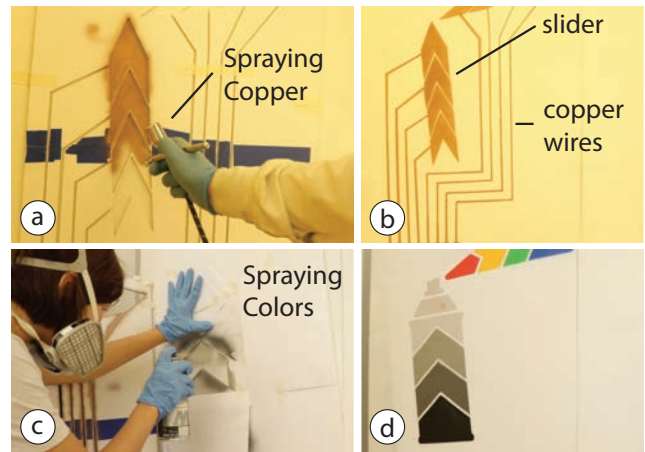 Spraying
Copper
a
slider
copper
wires
b
Spraying
Colors
c
d